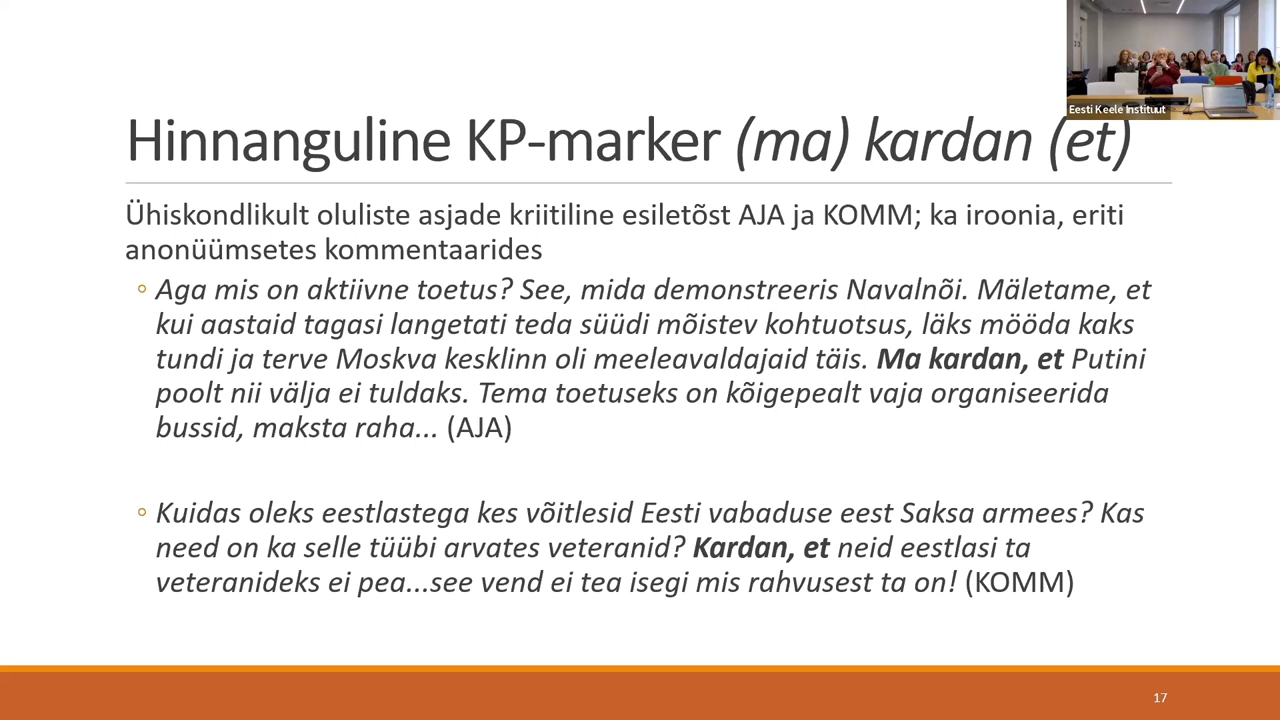 Eesti Keele Instituut
Hinnanguline KP-marker (ma) kardan (et)
Ühiskondlikult oluliste asjade kriitiline esiletõst AJA ja KOMM; ka iroonia, eriti
anonüümsetes kommentaarides
◦ Aga mis on aktiivne toetus? See, mida demonstreeris Navalnõi. Mäletame, et
kui aastaid tagasi langetati teda süüdi mõistev kohtuotsus, läks mööda kaks
tundi ja terve Moskva kesklinn oli meeleavaldajaid täis. Ma kardan, et Putini
poolt nii välja ei tuldaks. Tema toetuseks on kõigepealt vaja organiseerida
bussid, maksta raha... (AJA)
◦ Kuidas oleks eestlastega kes võitlesid Eesti vabaduse eest Saksa armees? Kas
need on ka selle tüübi arvates veteranid? Kardan, et neid eestlasi ta
veteranideks ei pea...see vend ei tea isegi mis rahvusest ta on! (KOMM)
17